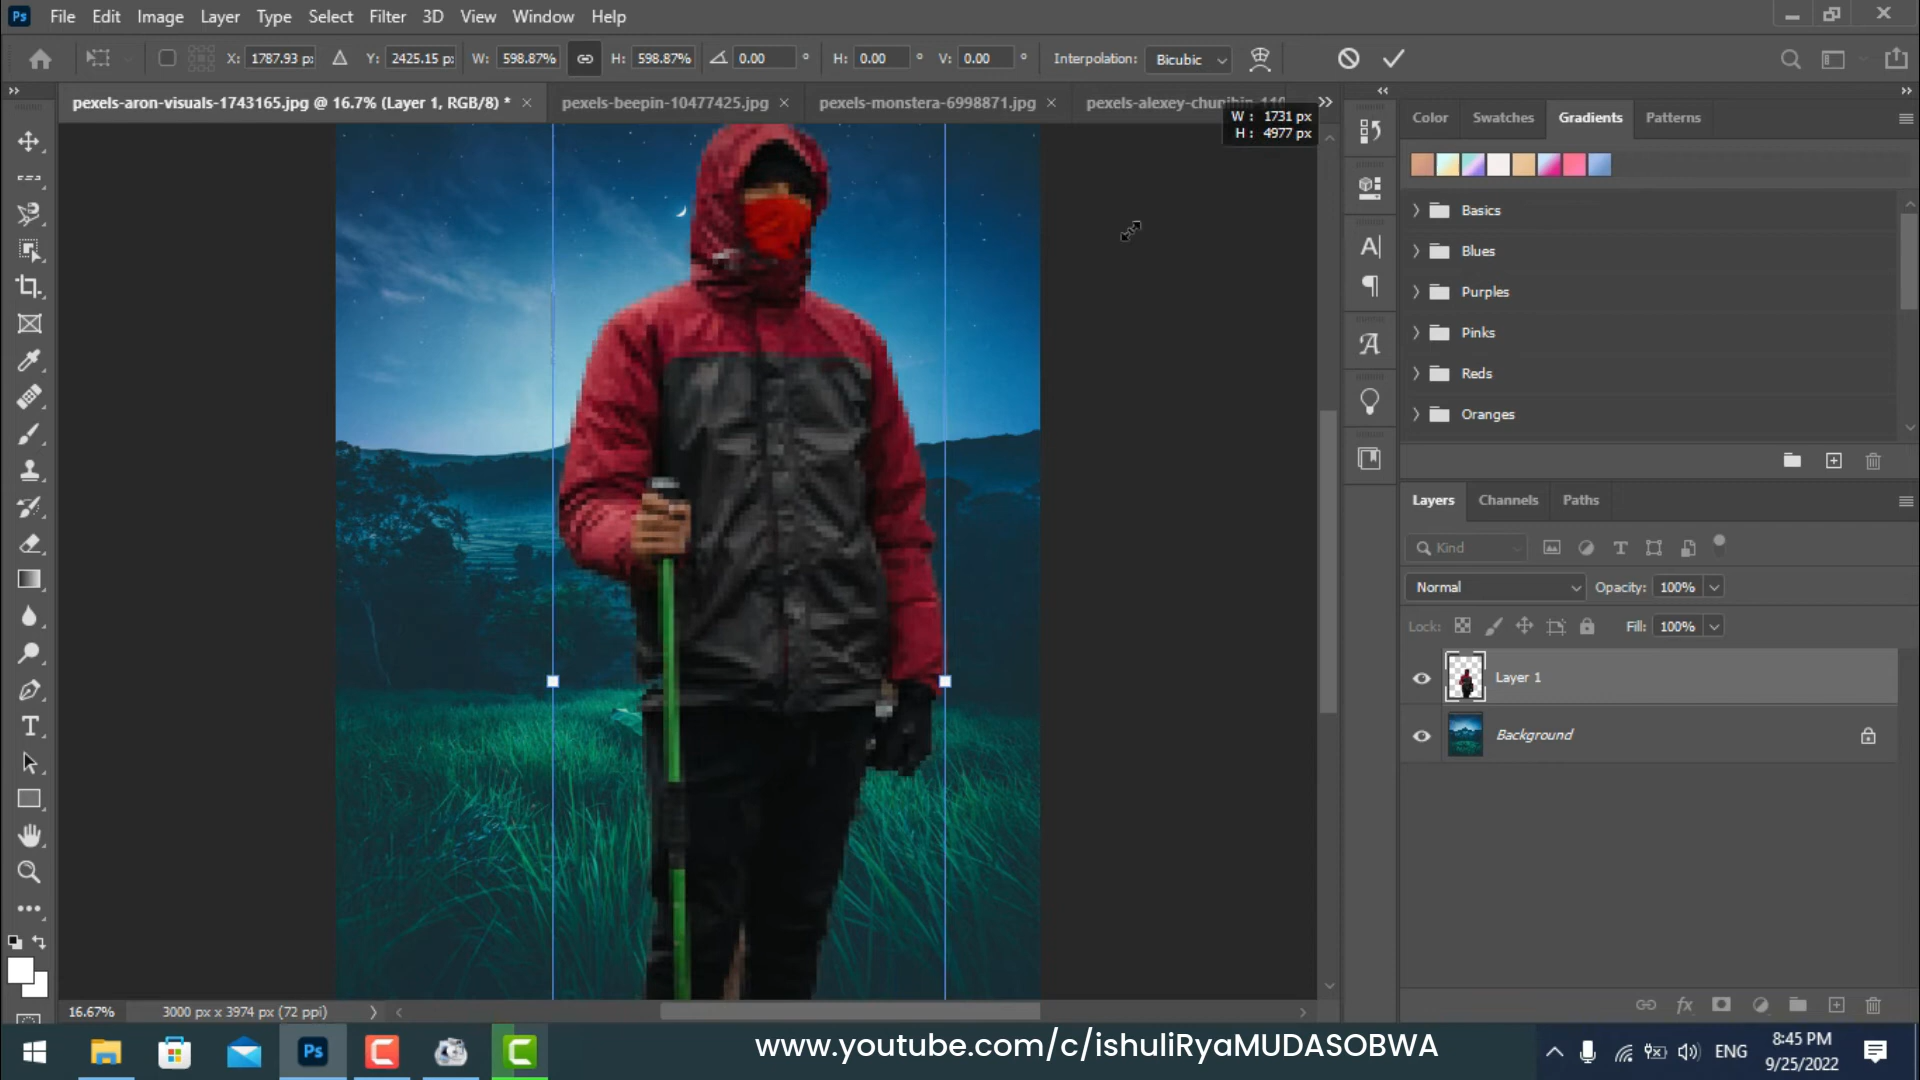 Ps File Edit Image Layer Type Select Filter 3D View Window Help
X: 1787.93 p: Y: 2425.15 p: W: 598.87% H: 598.87% 0.00 ° H: 0.00 ° V: 0.00 ° Interpolation: Bicubic
pexels-aron-visuals-1743165.jpg @ 16.7% (Layer 1, RGB/8) * × pexels-beepin-10477425.jpg × pexels-monstera-6998871.jpg ×
W : 1731 px
H : 4977 px
Color Swatches Gradients Patterns
Basics
Blues
Purples
Pinks
Reds
Oranges
Layers Channels Paths
Kind
Normal Opacity: 100%
Lock: Fill: 100%
Layer 1
Background
16.67% 3000 px x 3974 px (72 ppi)
www.youtube.com/c/ishuliRyaMUDASOBWA
Ps
ENG
8:45 PM
9/25/2022